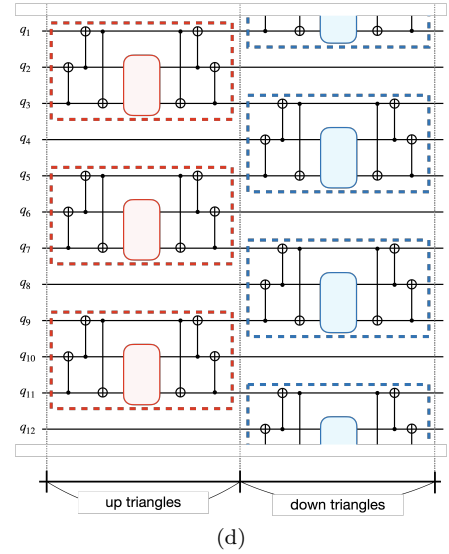 q1
q2
q3
q4
q5
q6
q7
q8
q9
q10
q11
q12
up triangles
down triangles
(d)